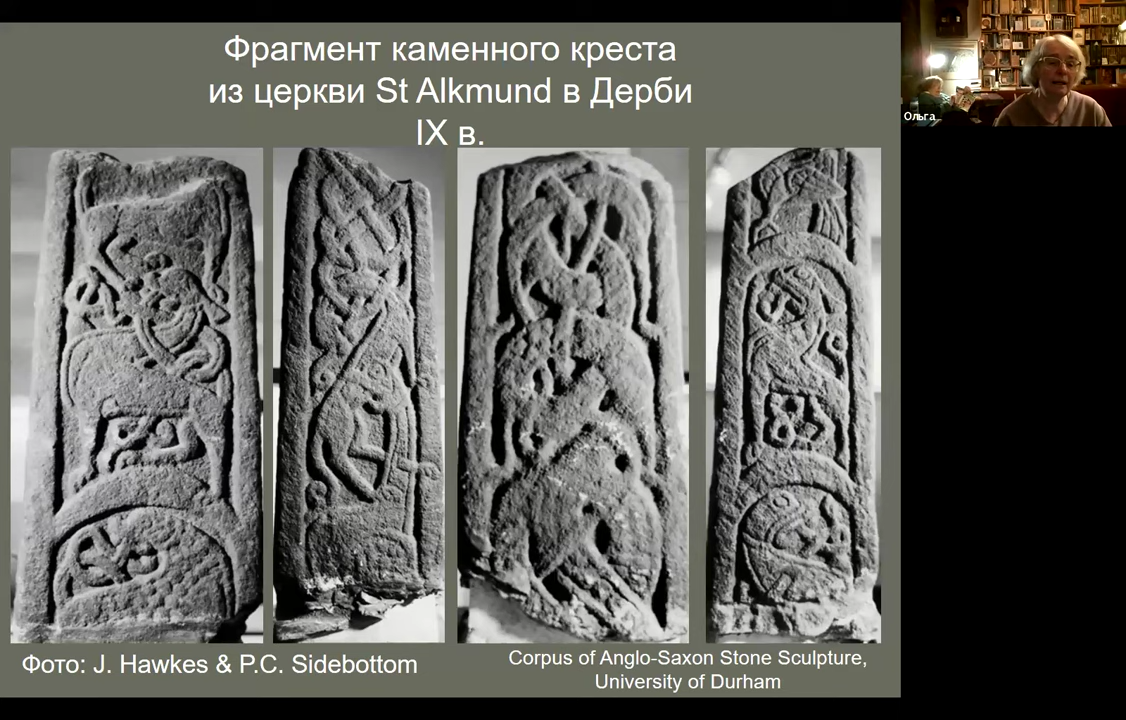 Фрагмент каменного креста
из церкви St Alkmund в Дерби
IX в.
Ольга
Фото: J. Hawkes & P.C. Sidebottom
Corpus of Anglo-Saxon Stone Sculpture,
University of Durham